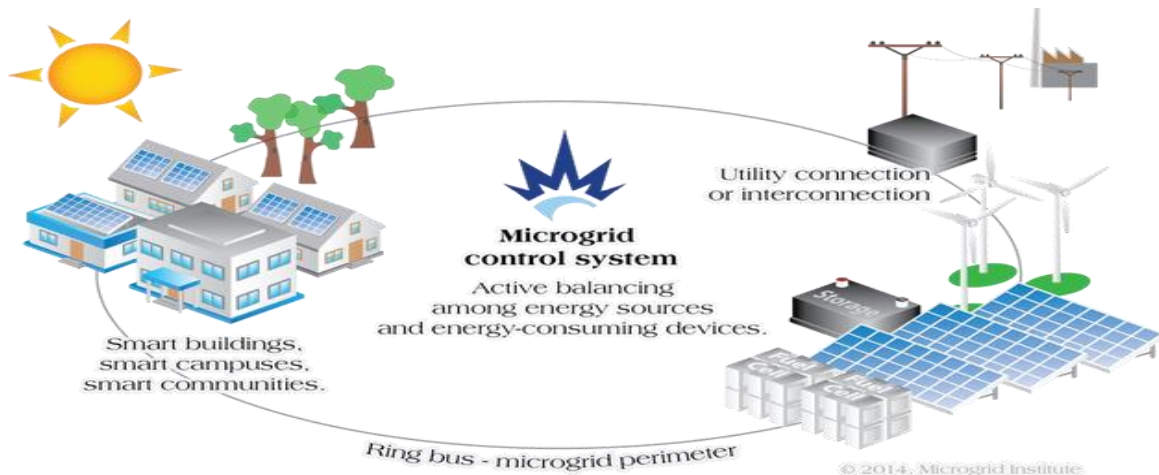 Utility connection
or interconnection
Microgrid
control system
Active balancing
among energy sources
and energy-consuming devices.
Storage
Smart buildings,
smart campuses,
smart communities.
Fuel
Cell
Fuel
Cell
Ring bus - microgrid perimeter
© 2014, Microgrid Institute